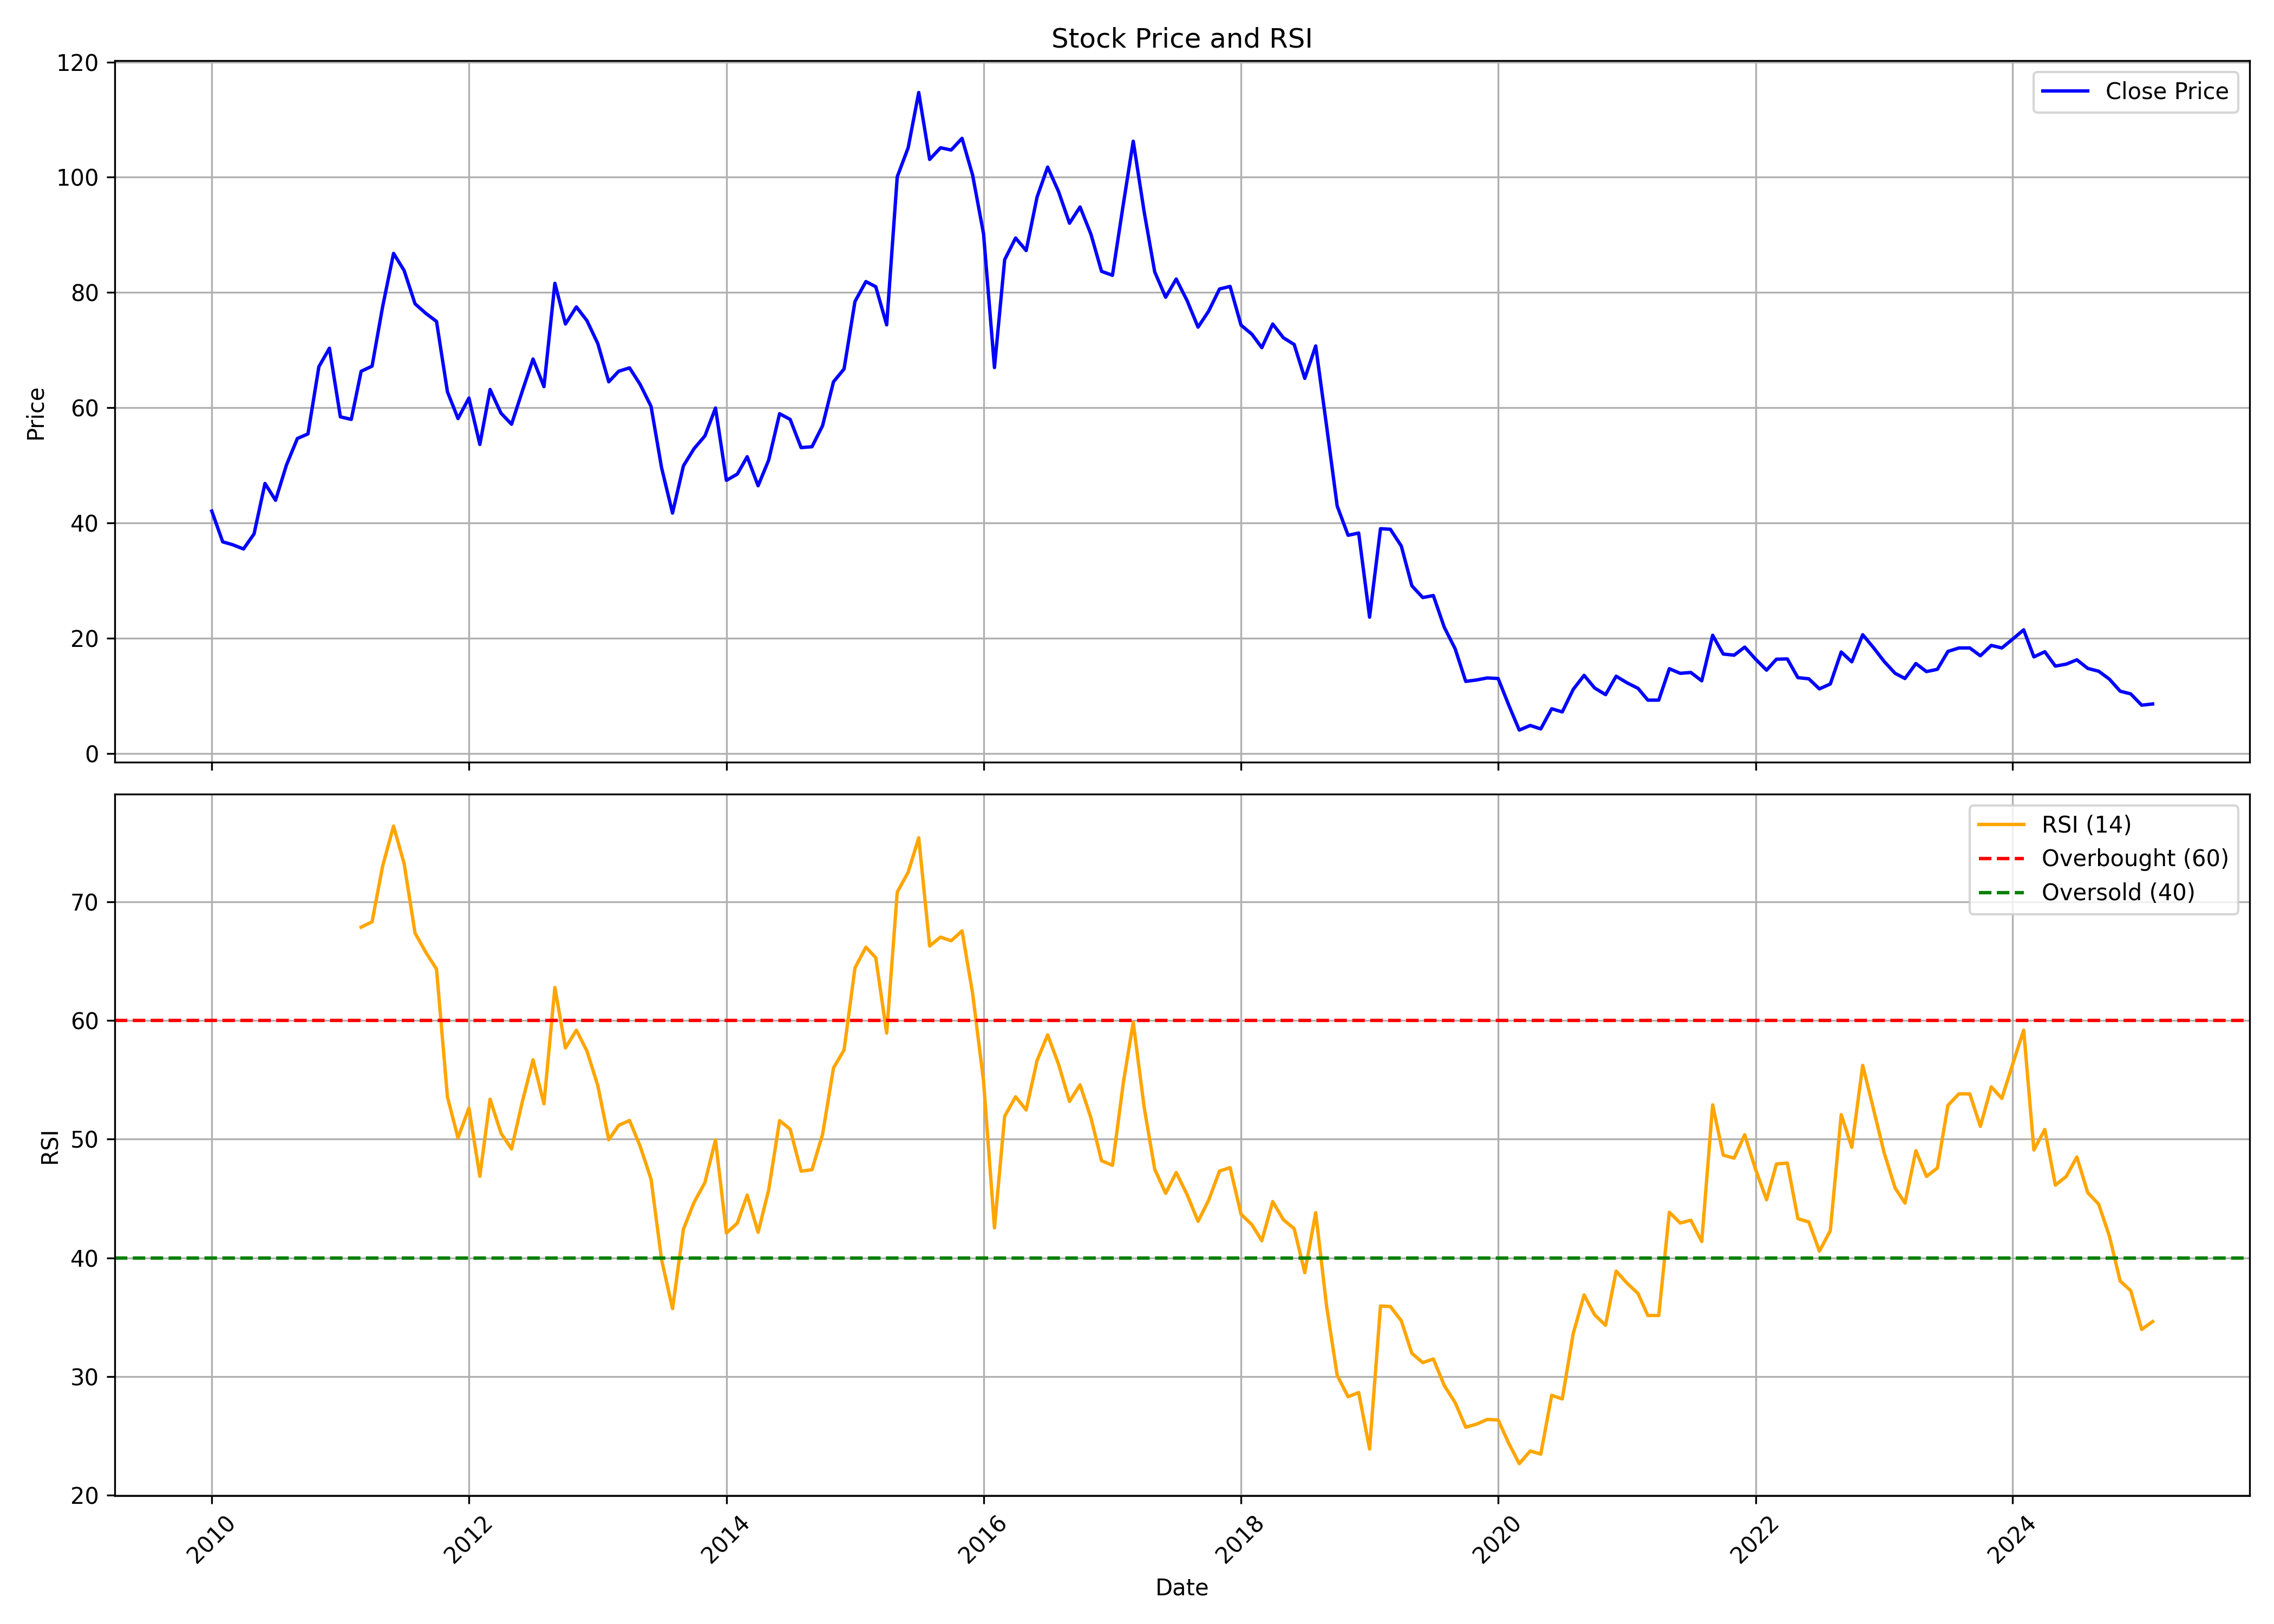 Stock Price and RSI
120
100
80
60
40
20
0
Price
Close Price
70
60
50
40
30
20
RSI
RSI (14)
Overbought (60)
Oversold (40)
2010
2012
2014
2016
2018
2020
2022
2024
Date